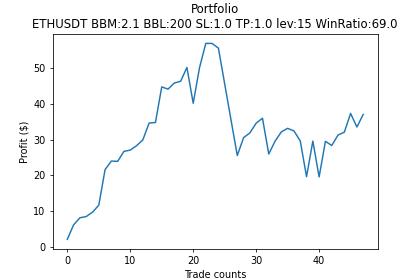 Portfolio
ETHUSDT BBM:2.1 BBL:200 SL:1.0 TP:1.0 lev:15 WinRatio:69.0
Profit ($)
50
40
30
20
10
0
0 10 20 30 40
Trade counts